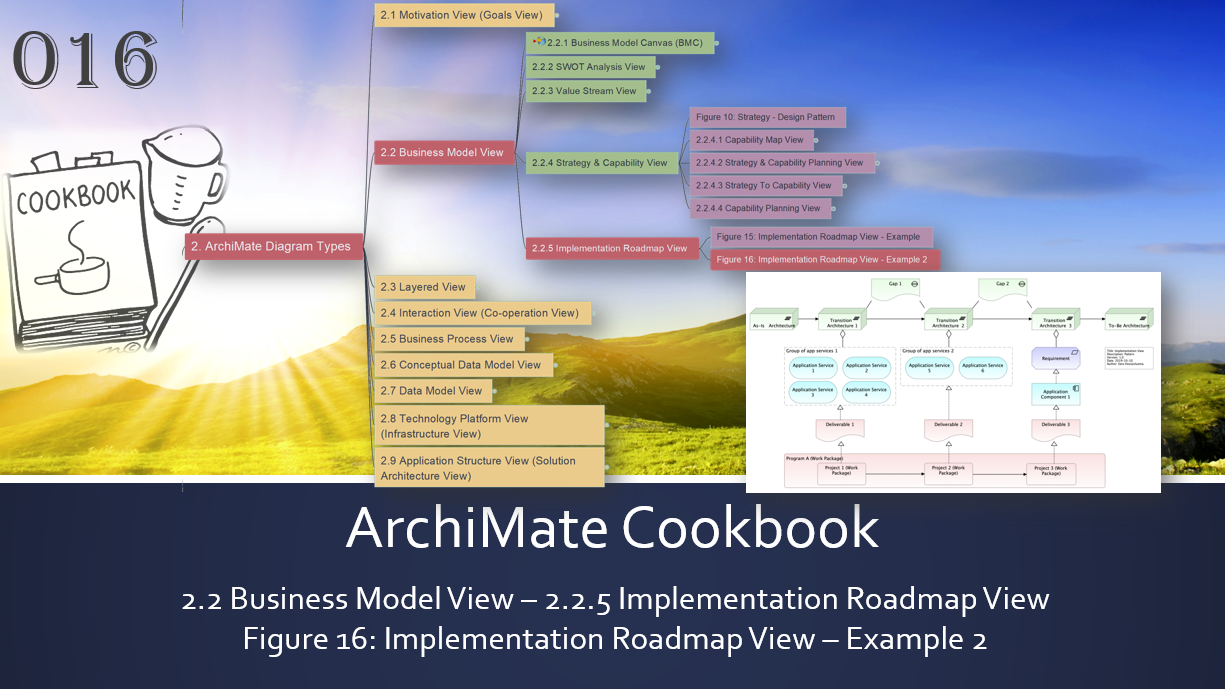 016
COOKBOOK
2. ArchiMate Diagram Types
2.1 Motivation View (Goals View)
2.2 Business Model View
2.2.1 Business Model Canvas (BMC)
2.2.2 SWOT Analysis View
2.2.3 Value Stream View
2.2.4 Strategy & Capability View
Figure 10: Strategy - Design Pattern
2.2.4.1 Capability Map View
2.2.4.2 Strategy & Capability Planning View
2.2.4.3 Strategy To Capability View
2.2.4.4 Capability Planning View
2.2.5 Implementation Roadmap View
Figure 15: Implementation Roadmap View - Example
Figure 16: Implementation Roadmap View - Example 2
2.3 Layered View
2.4 Interaction View (Co-operation View)
2.5 Business Process View
2.6 Conceptual Data Model View
2.7 Data Model View
2.8 Technology Platform View
(Infrastructure View)
2.9 Application Structure View (Solution
Architecture View)
Gap 1
Gap 2
As-Is Architecture
Transition
Architecture 1
Transition
Architecture 2
Transition
Architecture 3
To-Be Architecture
Group of app services 1
Application Service
1
Application Service
2
Application Service
3
Application Service
4
Group of app services 2
Application Service
5
Application Service
6
Requirement
Application
Component 1
Deliverable 1
Deliverable 2
Deliverable 3
Program A (Work Package)
Project 1 (Work
Package)
Project 2 (Work
Package)
Project 3 (Work
Package)
ArchiMate Cookbook
2.2 Business Model View – 2.2.5 Implementation Roadmap View
Figure 16: Implementation Roadmap View – Example 2